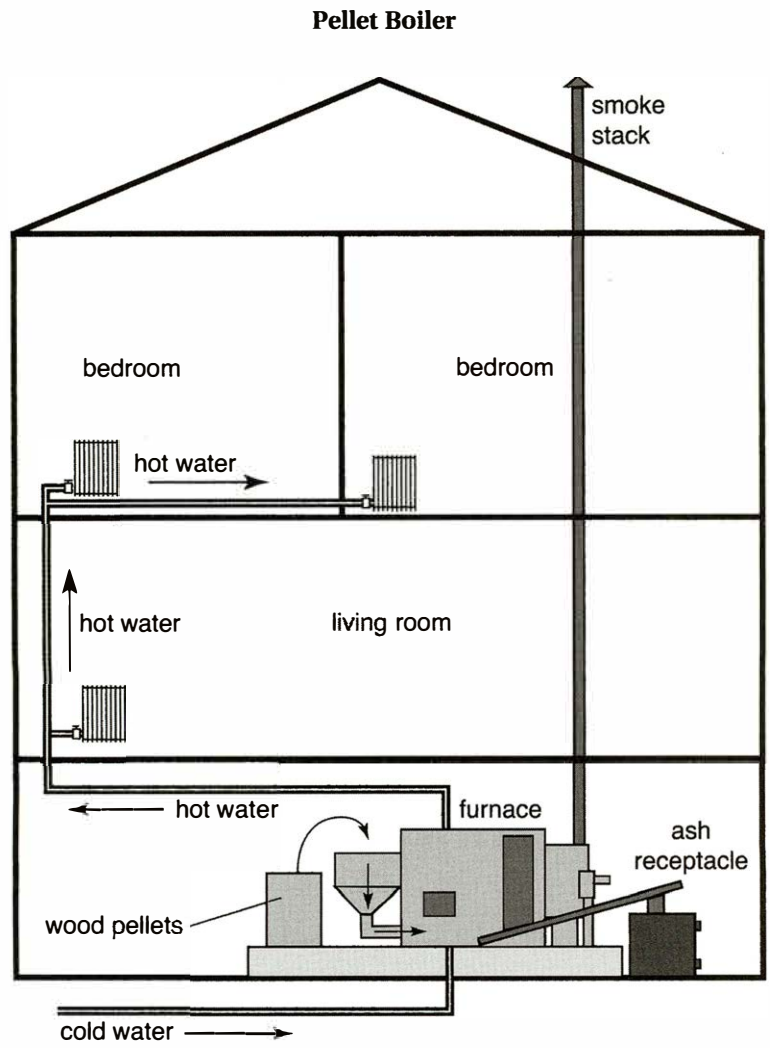 Pellet Boiler
smoke
stack
bedroom
bedroom
hot water
hot water
living room
hot water
furnace
ash
receptacle
wood pellets
cold water